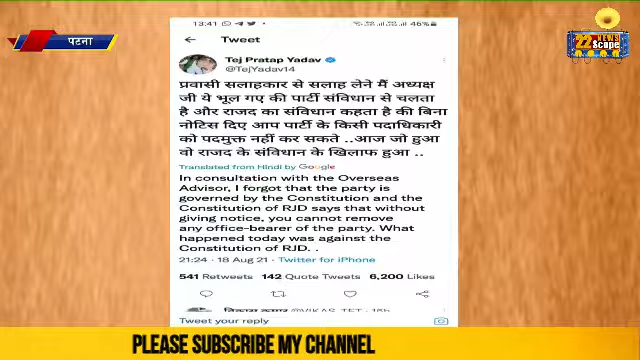 13:41
46%
22 NEWS
Scope
पटना
Tweet
Tej Pratap Yadav
@TejYadav14
प्रवासी सलाहकार से सलाह लेने मैं अध्यक्ष
जी ये भूल गए की पार्टी संविधान से चलता
है और राजद का संविधान कहता है की बिना
नोटिस दिए आप पार्टी के किसी पदाधिकारी
को पदमुक्त नहीं कर सकते ..आज जो हुआ
वो राजद के संविधान के खिलाफ हुआ ..
Translated from Hindi by Google
In consultation with the Overseas
Advisor, I forgot that the party is
governed by the Constitution and the
Constitution of RJD says that without
giving notice, you cannot remove
any office-bearer of the party. What
happened today was against the
Constitution of RJD. .
21:24 · 18 Aug 21 · Twitter for iPhone
541 Retweets 142 Quote Tweets 6,200 Likes
Tweet your reply
PLEASE SUBSCRIBE MY CHANNEL